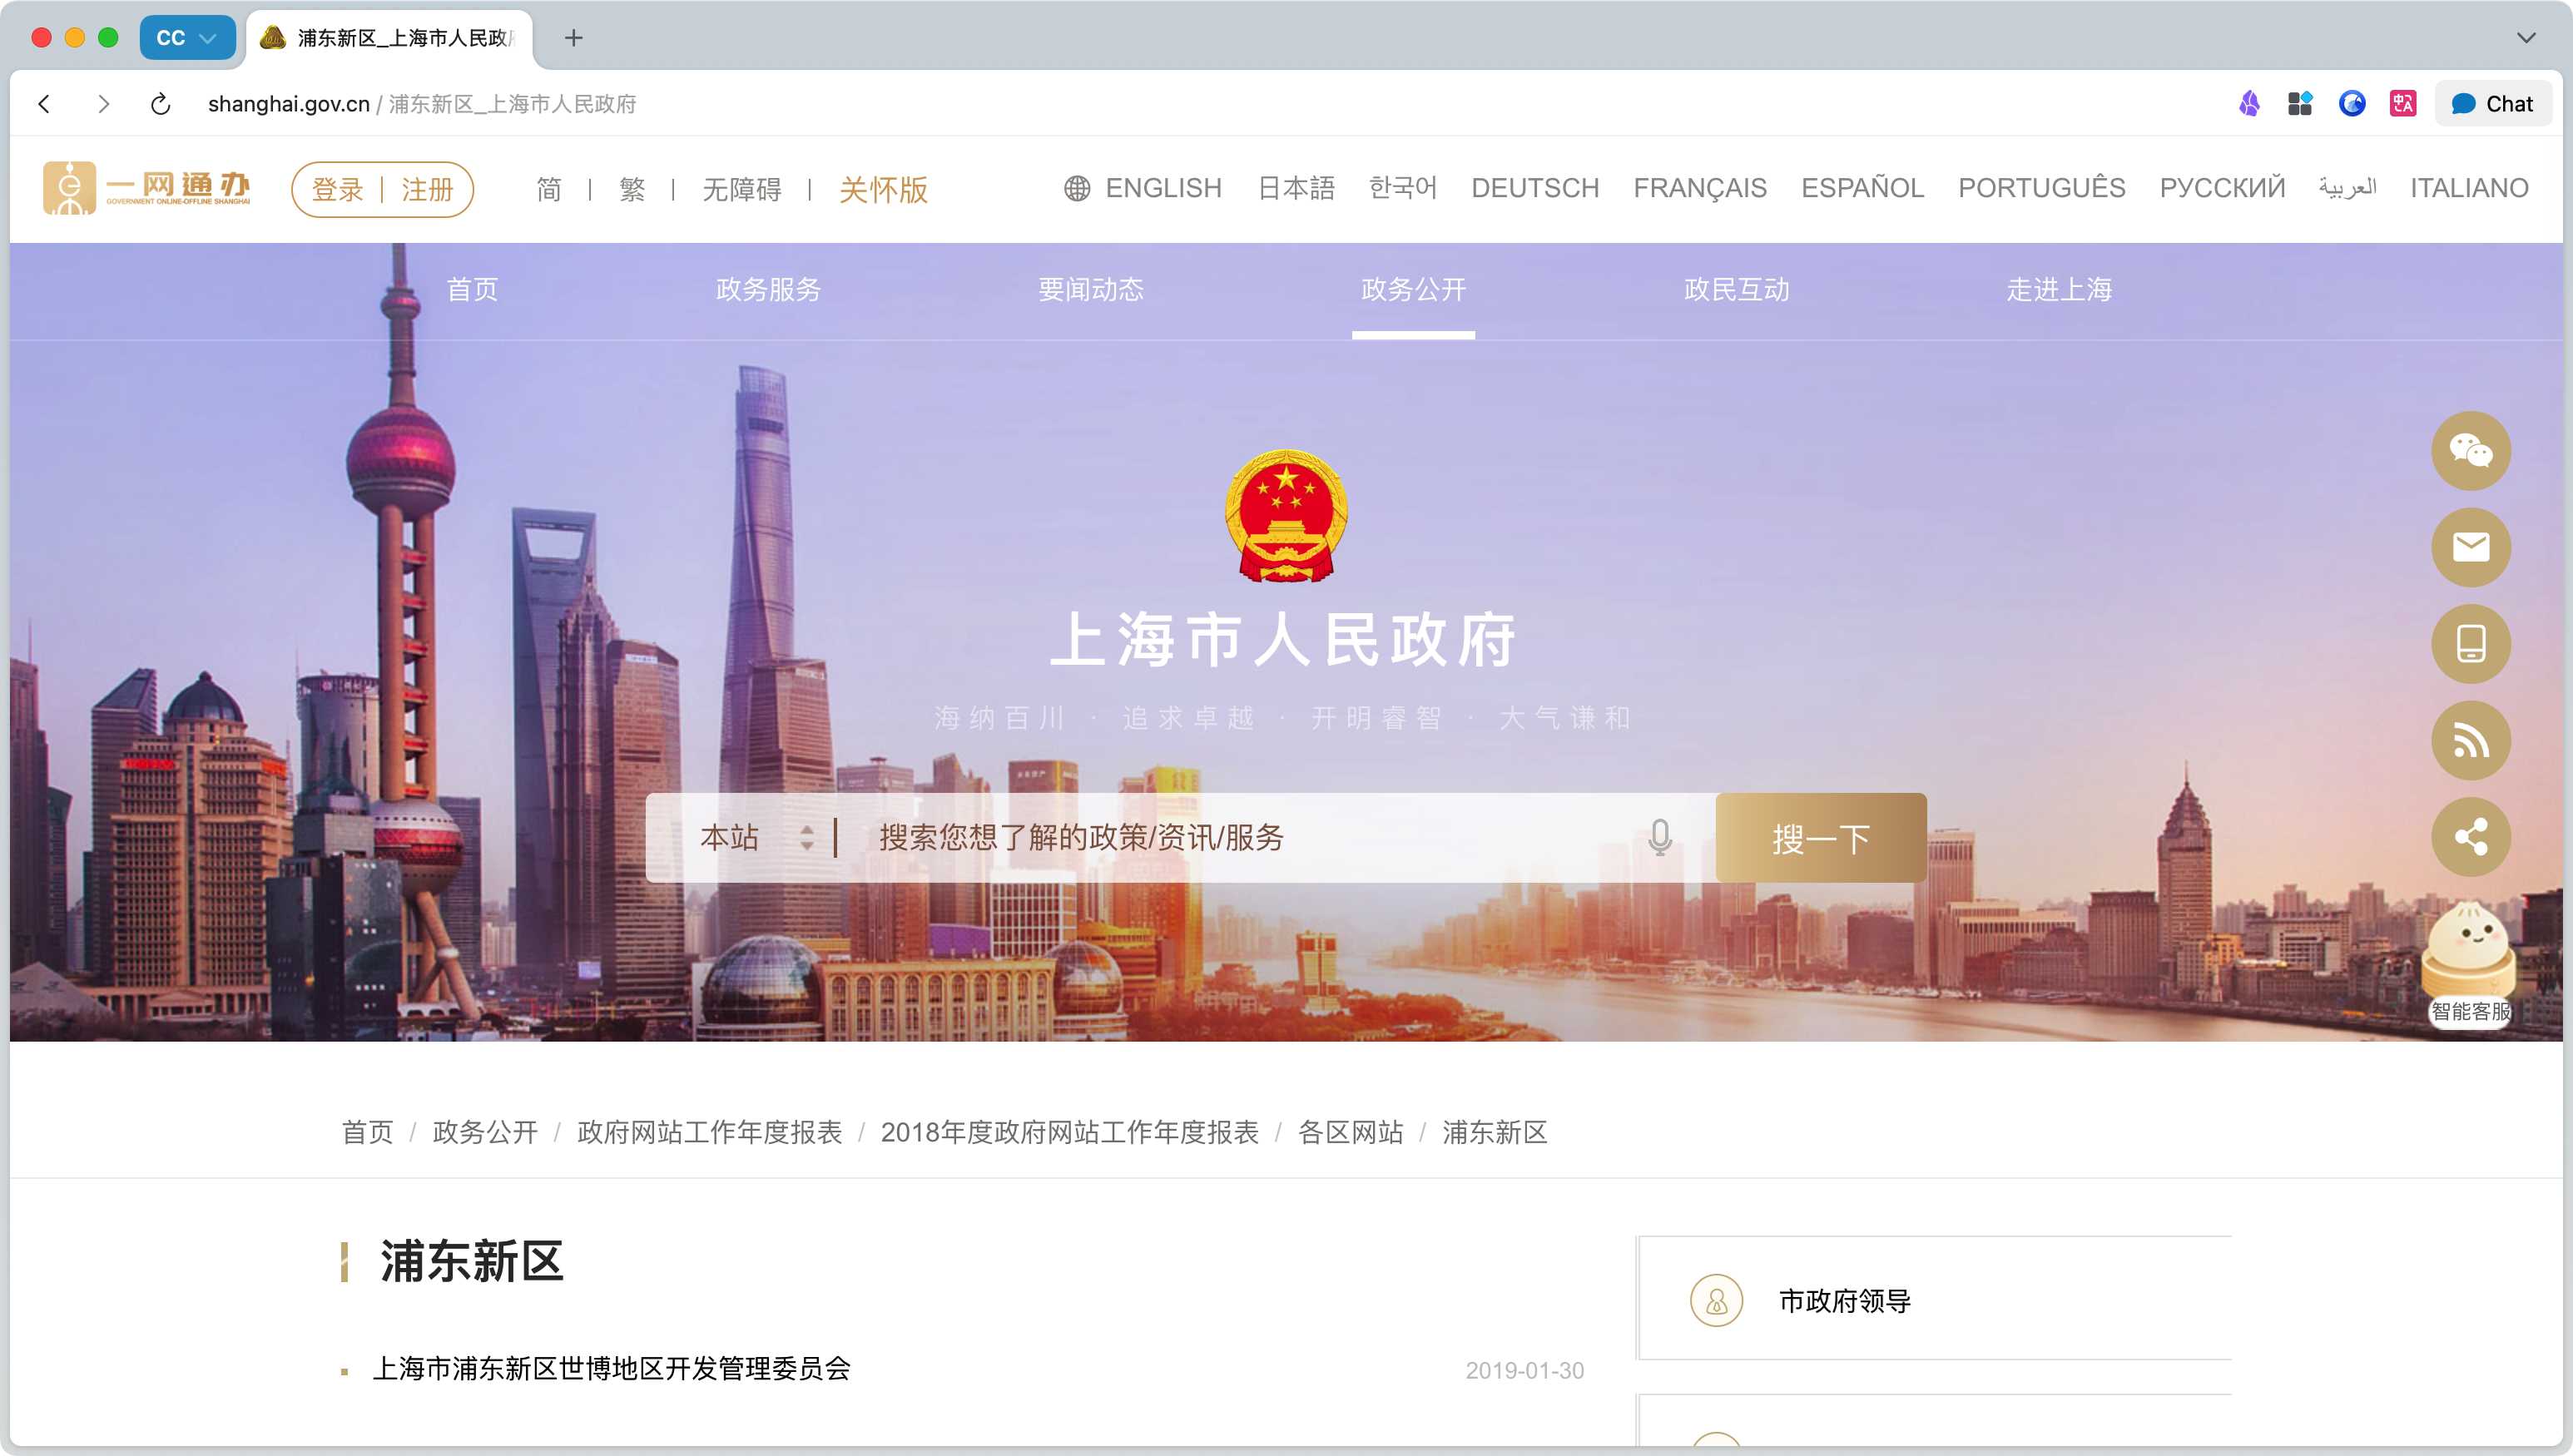 CC
浦东新区_上海市人民政府
shanghai.gov.cn / 浦东新区_上海市人民政府
Chat
一网通办
GOVERNMENT ONLINE-OFFLINE SHANGHAI
登录 | 注册
简 | 繁 | 无障碍 | 关怀版
ENGLISH 日本語 한국어 DEUTSCH FRANÇAIS ESPAÑOL PORTUGUÊS РУССКИЙ العربية ITALIANO
首页 政务服务 要闻动态 政务公开 政民互动 走进上海
上海市人民政府
海纳百川 · 追求卓越 · 开明睿智 · 大气谦和
本站 搜索您想了解的政策/资讯/服务 搜一下
智能客服
首页 / 政务公开 / 政府网站工作年度报表 / 2018年度政府网站工作年度报表 / 各区网站 / 浦东新区
浦东新区
市政府领导
上海市浦东新区世博地区开发管理委员会 2019-01-30